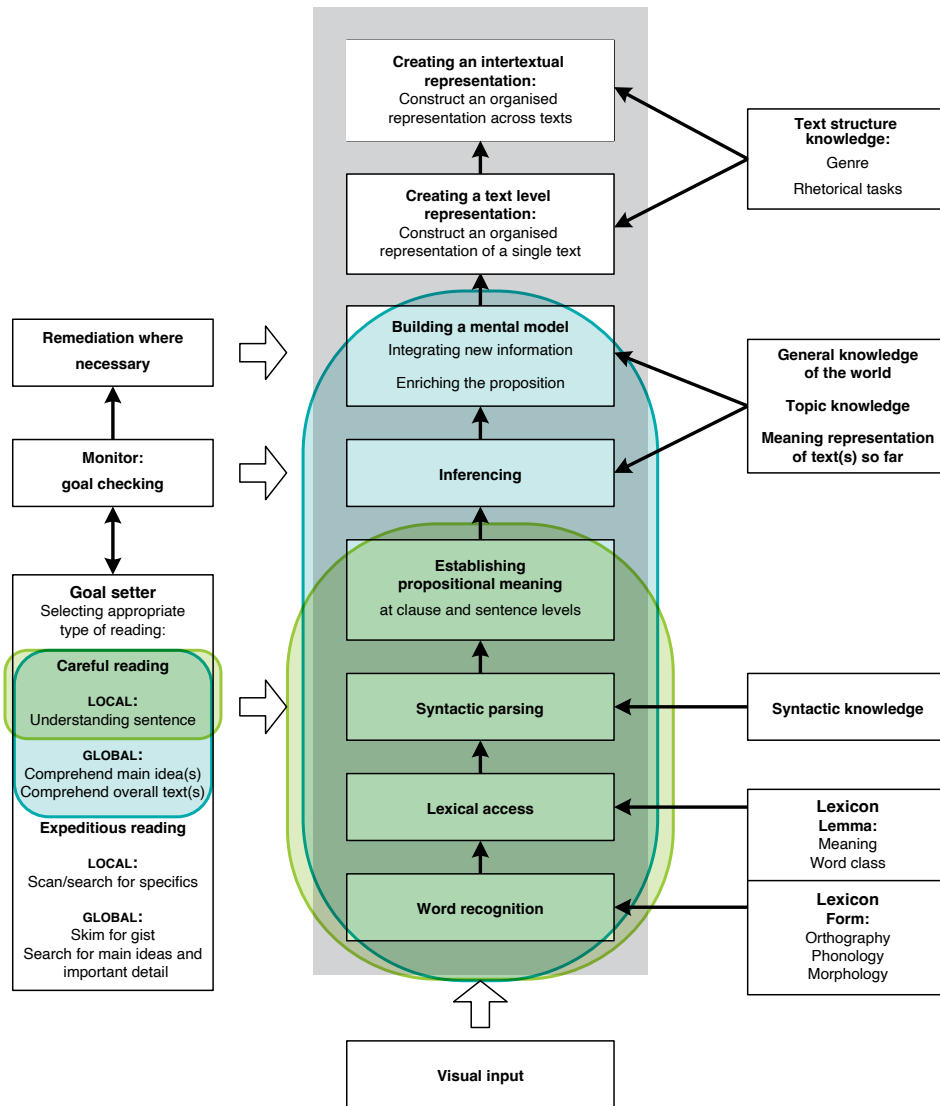 Remediation where
necessary
Monitor:
goal checking
Goal setter
Selecting appropriate
type of reading:
Careful reading
LOCAL:
Understanding sentence
GLOBAL:
Comprehend main idea(s)
Comprehend overall text(s)
Expeditious reading
LOCAL:
Scan/search for specifics
GLOBAL:
Skim for gist
Search for main ideas and
important detail
Creating an intertextual
representation:
Construct an organised
representation across texts
Creating a text level
representation:
Construct an organised
representation of a single text
Building a mental model
Integrating new information
Enriching the proposition
Inferencing
Establishing
propositional meaning
at clause and sentence levels
Syntactic parsing
Lexical access
Word recognition
Visual input
Text structure
knowledge:
Genre
Rhetorical tasks
General knowledge
of the world
Topic knowledge
Meaning representation
of text(s) so far
Syntactic knowledge
Lexicon
Lemma:
Meaning
Word class
Lexicon
Form:
Orthography
Phonology
Morphology